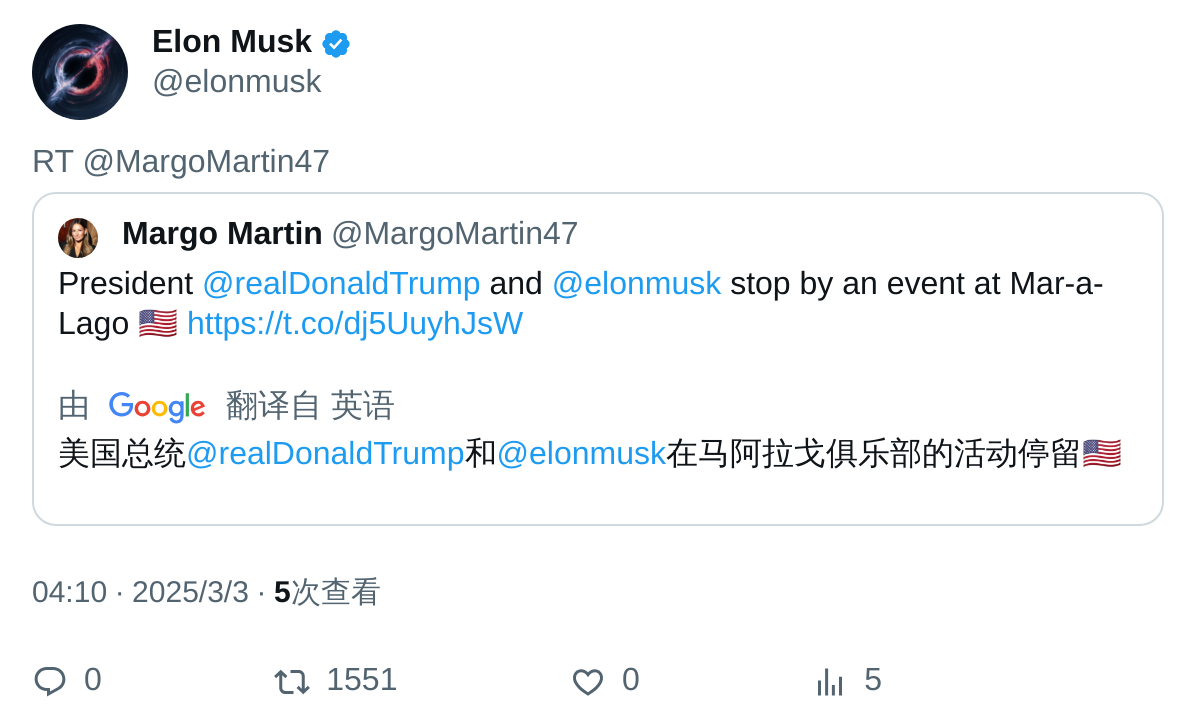 Elon Musk
@elonmusk
RT @MargoMartin47
Margo Martin @MargoMartin47
President @realDonaldTrump and @elonmusk stop by an event at Mar-a-
Lago 🇺🇸 https://t.co/dj5UuyhJsW
由 Google 翻译自 英语
美国总统@realDonaldTrump和@elonmusk在马阿拉戈俱乐部的活动停留🇺🇸
04:10 · 2025/3/3 · 5次查看
0 1551 0 5